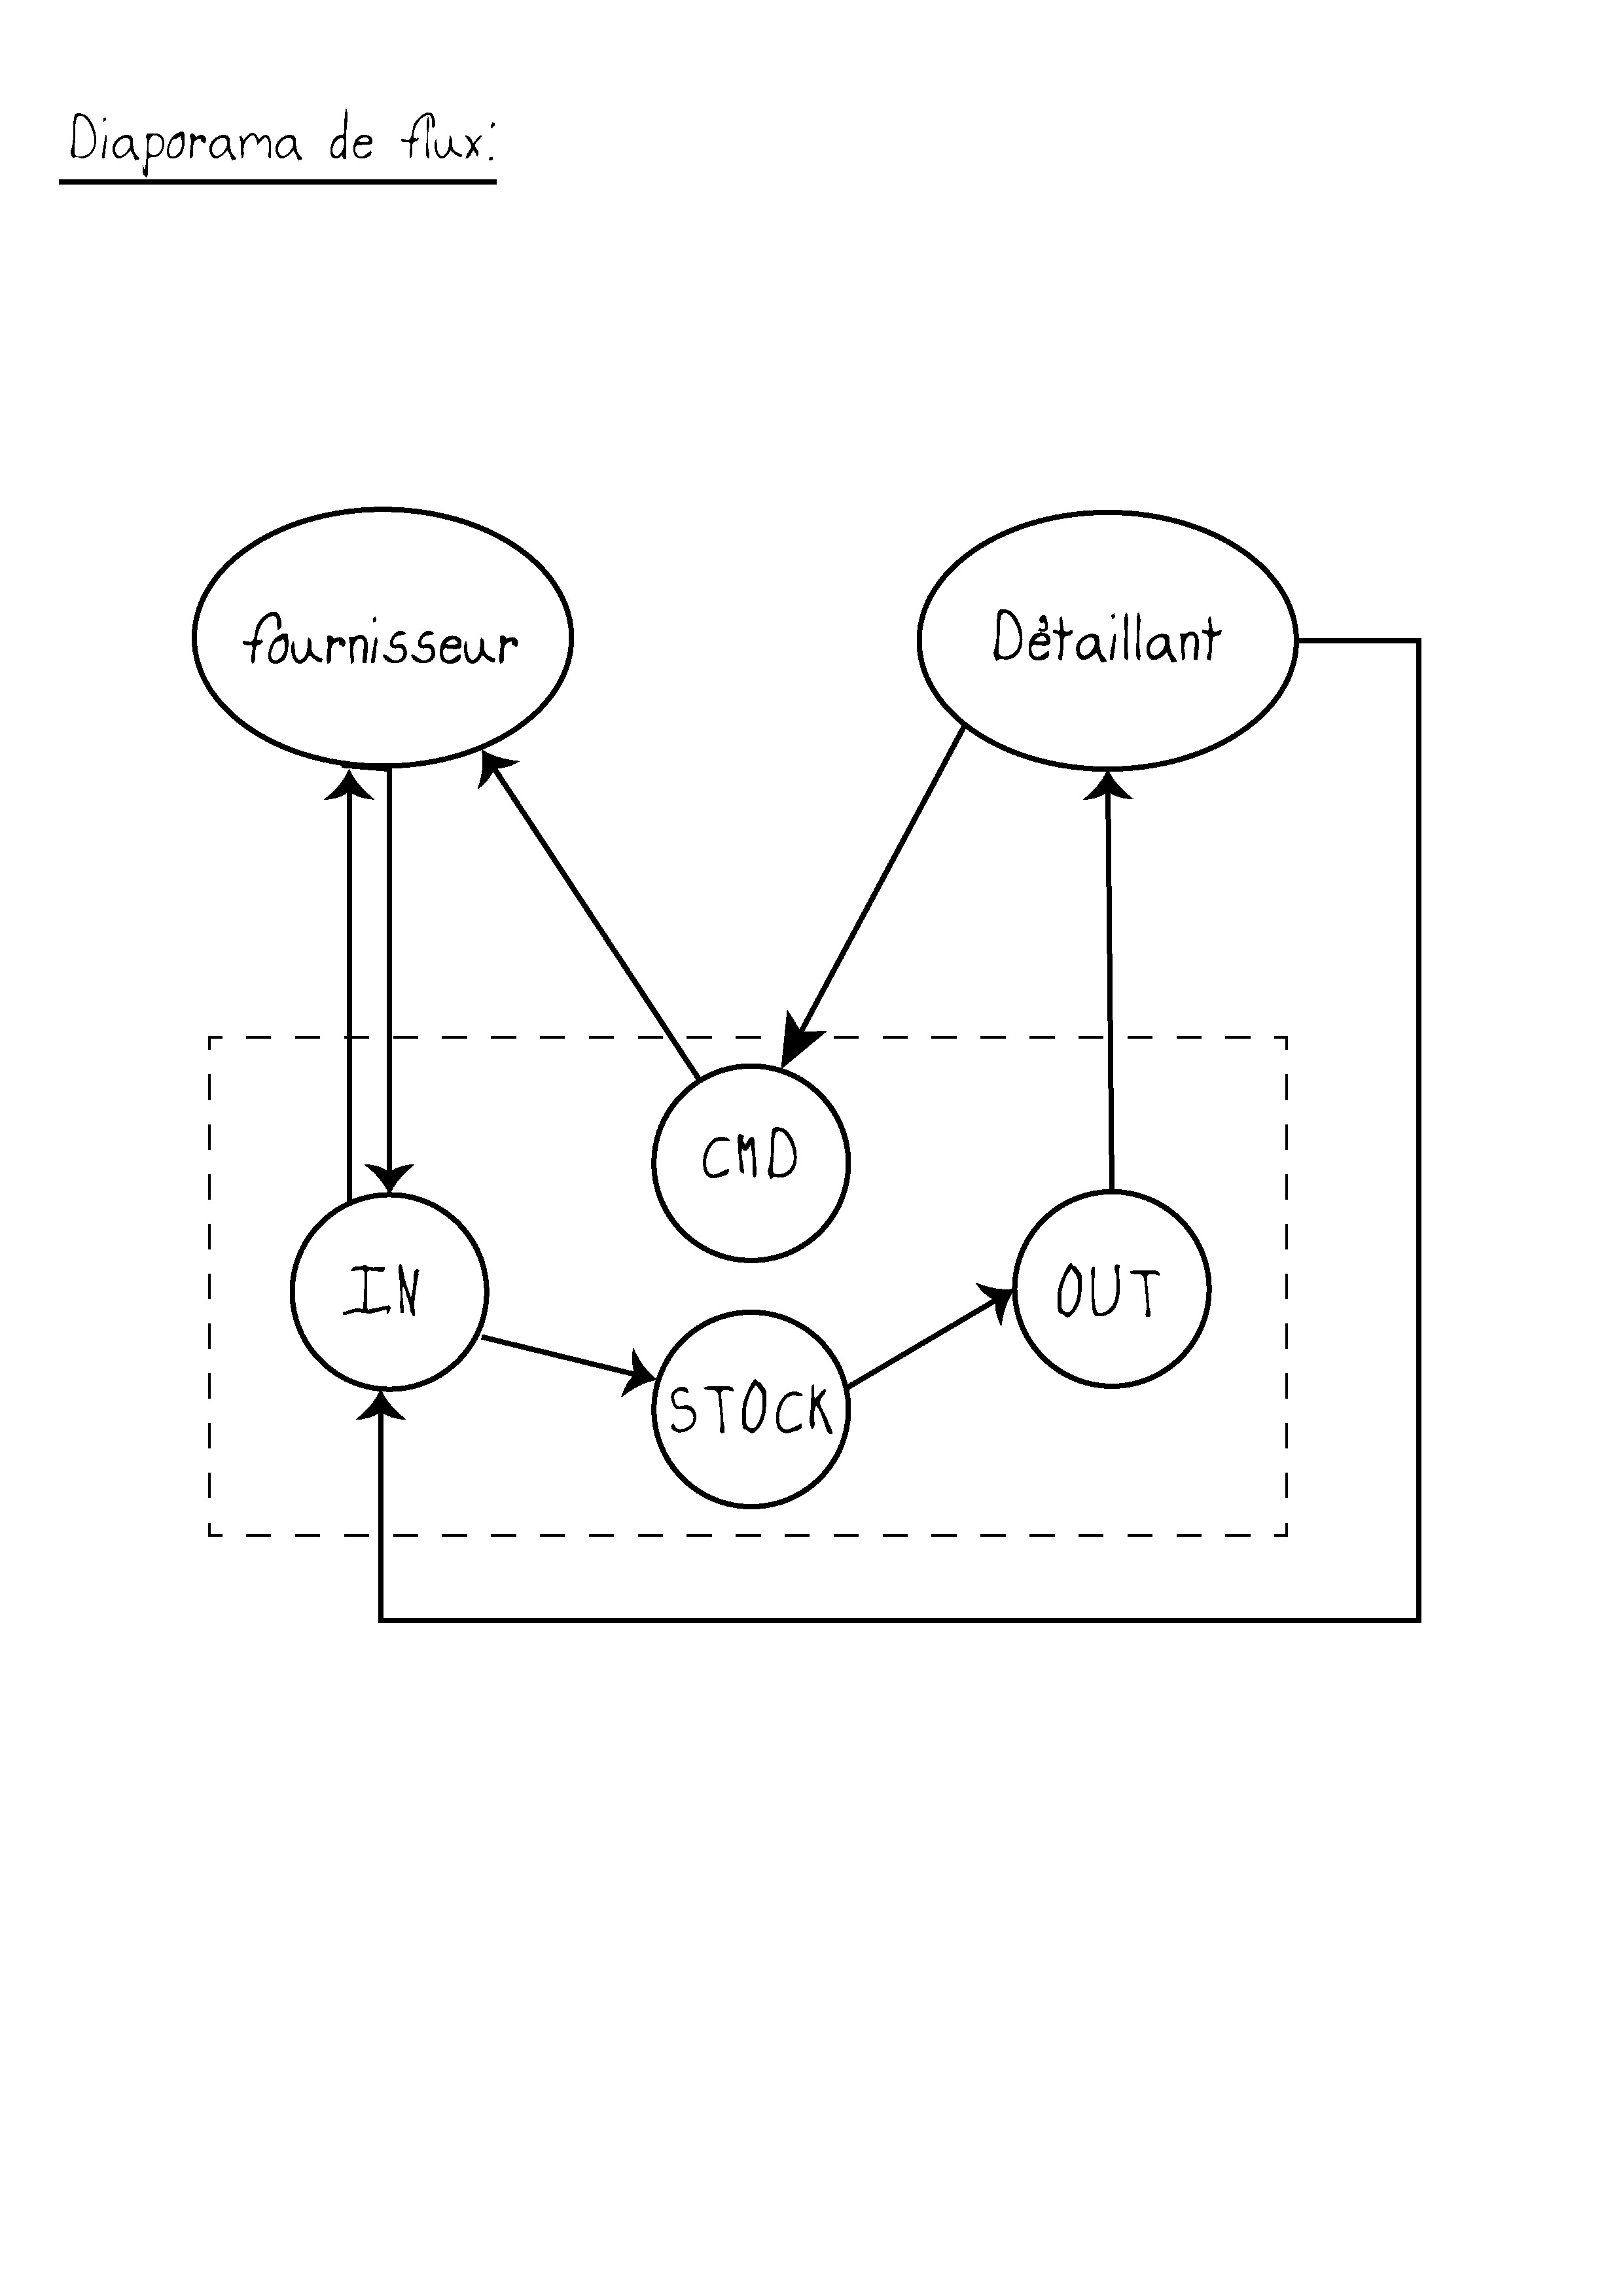 Diaporama de flux:
fournisseur
Détaillant
CMD
IN
OUT
STOCK